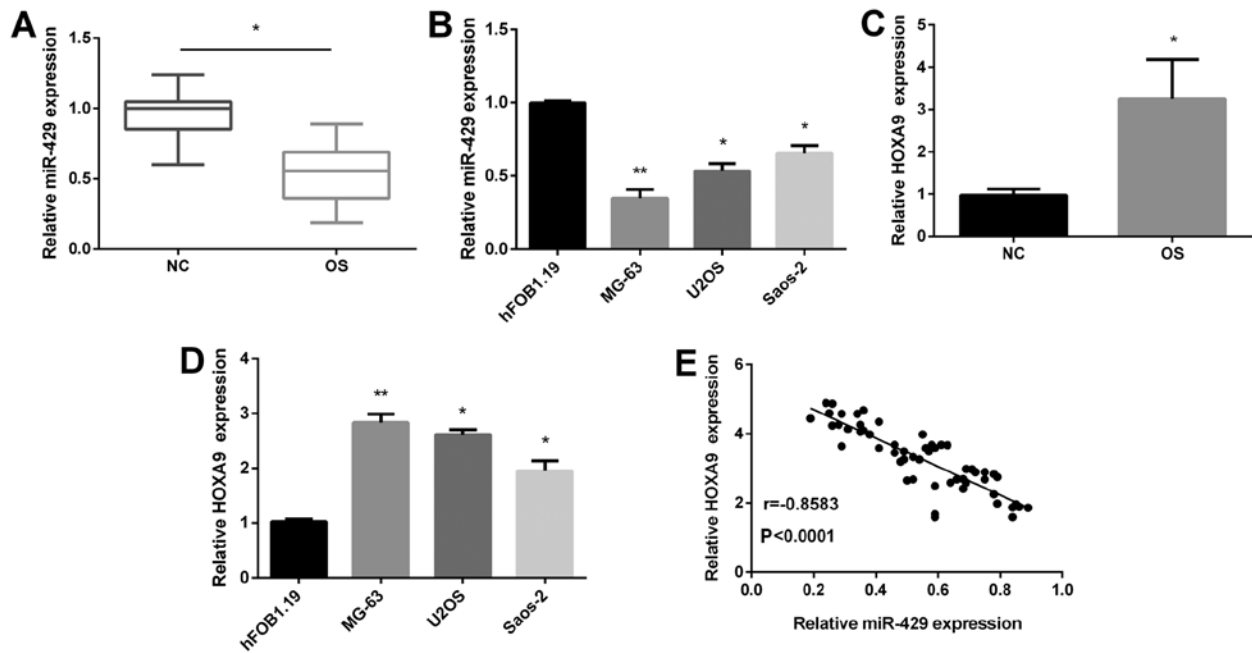 A
Relative miR-429 expression
1.5
1.0
0.5
0.0
*
NC
OS
B
Relative miR-429 expression
1.5
1.0
0.5
0.0
**
*
*
hFOB1.19
MG-63
U2OS
Saos-2
C
Relative HOXA9 expression
5
4
3
2
1
0
*
NC
OS
D
Relative HOXA9 expression
4
3
2
1
0
**
*
*
hFOB1.19
MG-63
U2OS
Saos-2
E
Relative HOXA9 expression
6
4
2
0
r=-0.8583
P<0.0001
0.0 0.2 0.4 0.6 0.8 1.0
Relative miR-429 expression